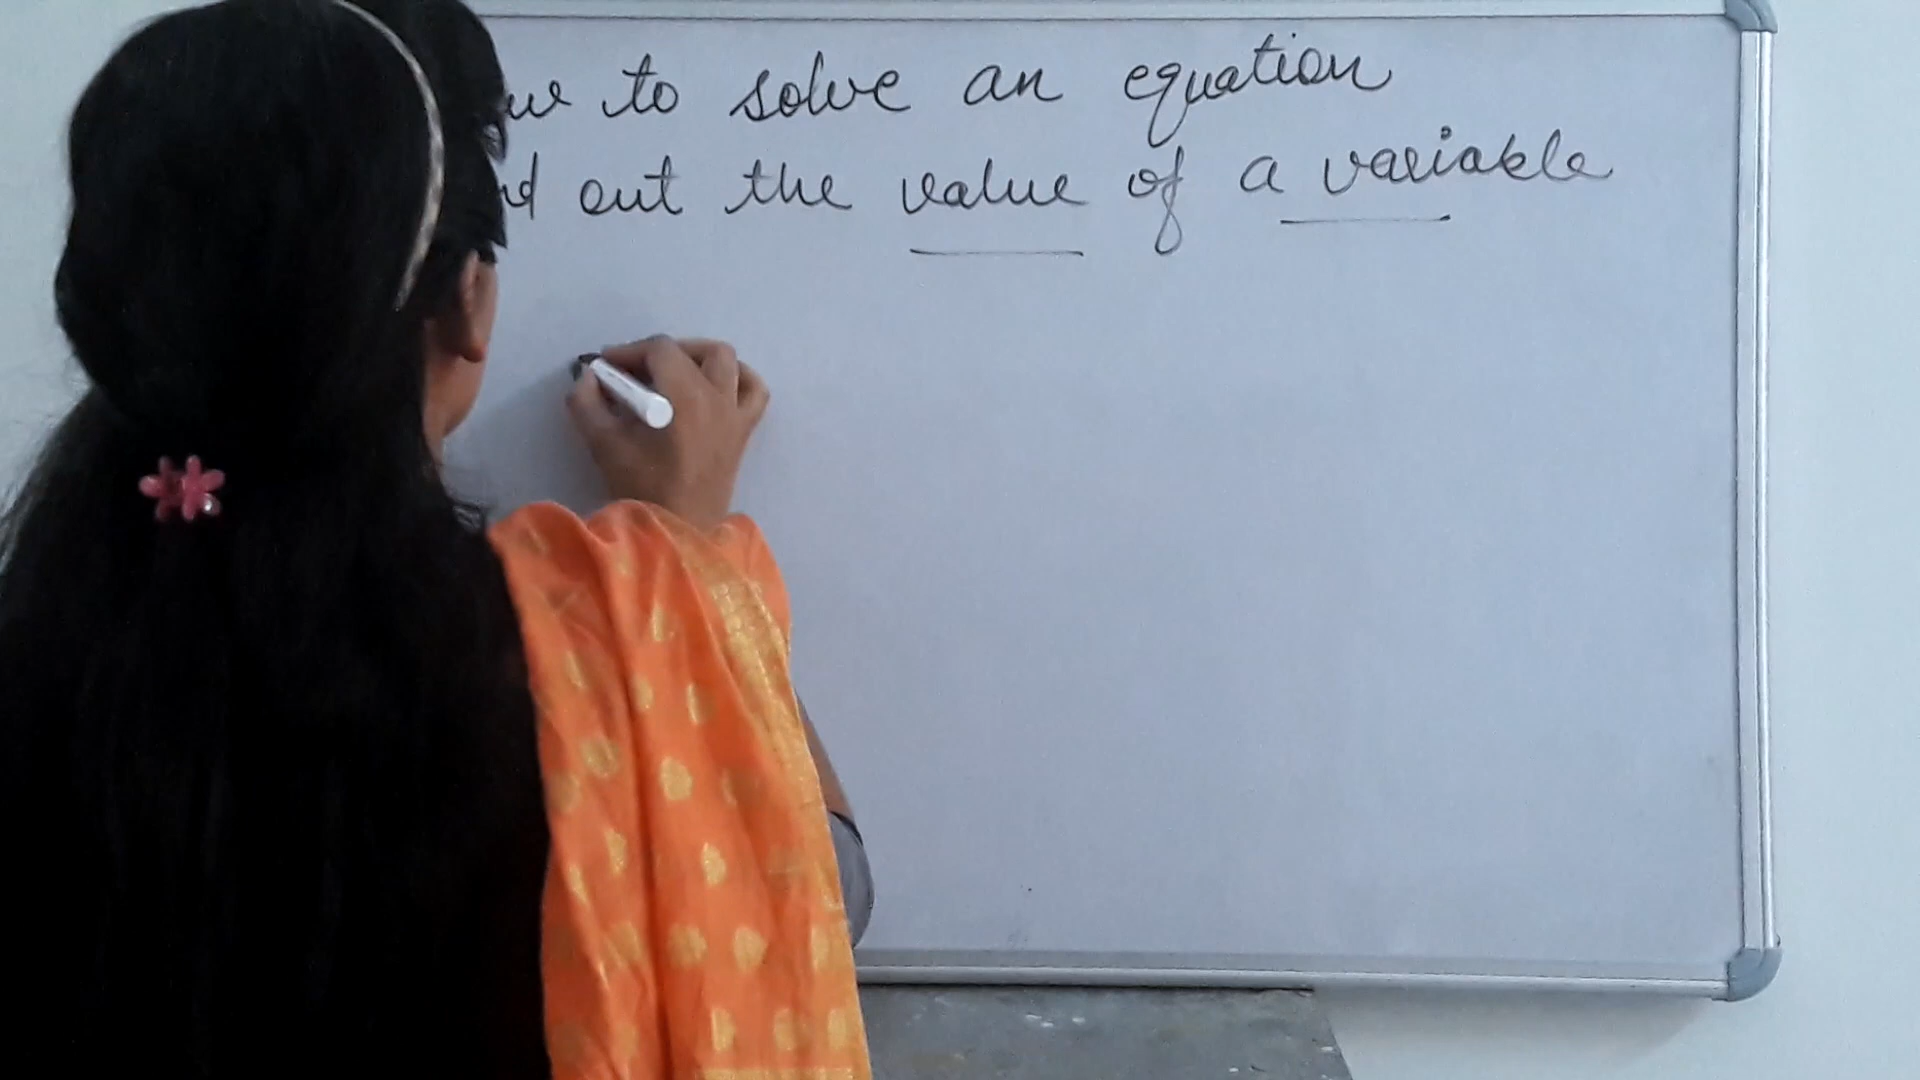 to solve an equation
out the value of a variable